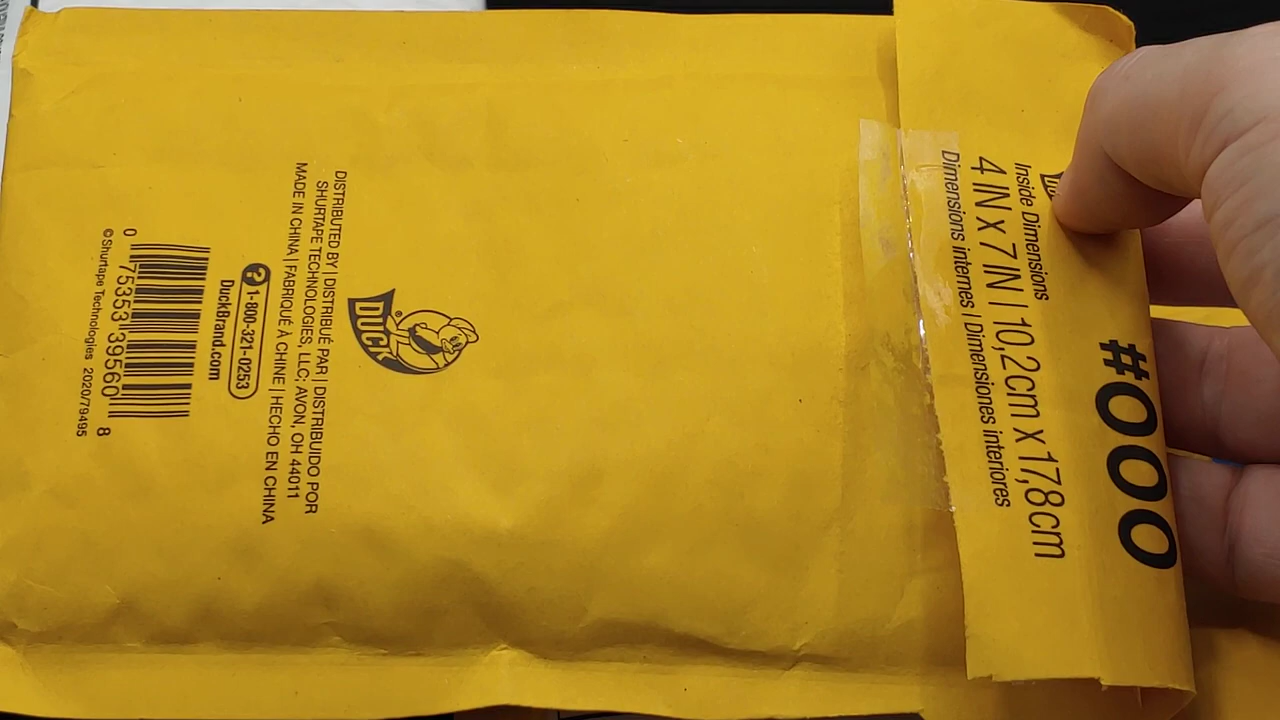 #000
Inside Dimensions
4 IN x 7 IN | 10,2cm x 17,8cm
Dimensions internes | Dimensiones interiores
®
DUCK
DISTRIBUTED BY | DISTRIBUÉ PAR | DISTRIBUIDO POR
SHURTAPE TECHNOLOGIES, LLC; AVON, OH 44011
MADE IN CHINA | FABRIQUÉ À CHINE | HECHO EN CHINA
? 1-800-321-0253
DuckBrand.com
0 75353 39560 8
©Shurtape Technologies 2020/79495